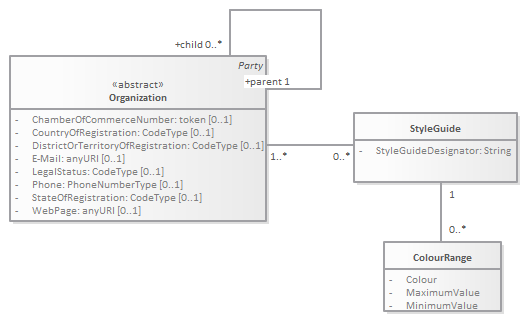 +child 0..*
Party
+parent 1
«abstract»
Organization
- ChamberOfCommerceNumber: token [0..1]
- CountryOfRegistration: CodeType [0..1]
- DistrictOrTerritoryOfRegistration: CodeType [0..1]
- E-Mail: anyURI [0..1]
- LegalStatus: CodeType [0..1]
- Phone: PhoneNumberType [0..1]
- StateOfRegistration: CodeType [0..1]
- WebPage: anyURI [0..1]
1..*
0..*
StyleGuide
- StyleGuideDesignator: String
1
0..*
ColourRange
- Colour
- MaximumValue
- MinimumValue